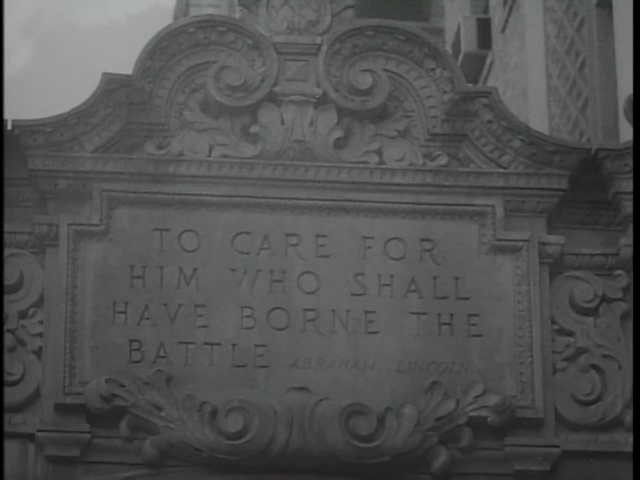 TO CARE FOR
HIM WHO SHALL
HAVE BORNE THE
BATTLE ABRAHAM LINCOLN